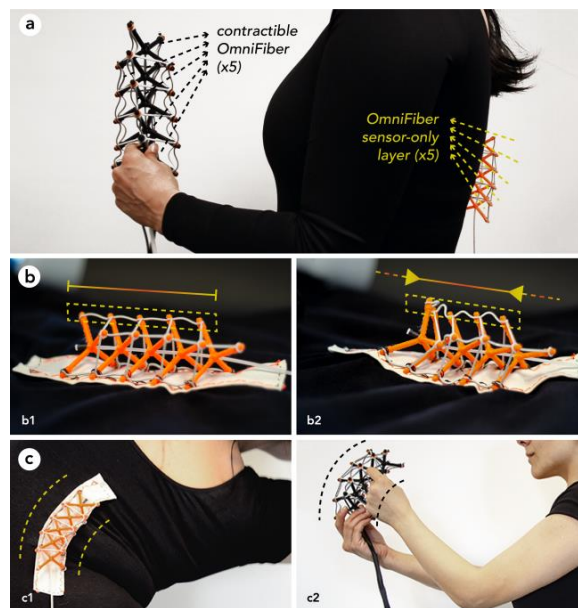 a
contractible
OmniFiber
(x5)
OmniFiber
sensor-only
layer (x5)
b
b1
b2
c
c1
c2